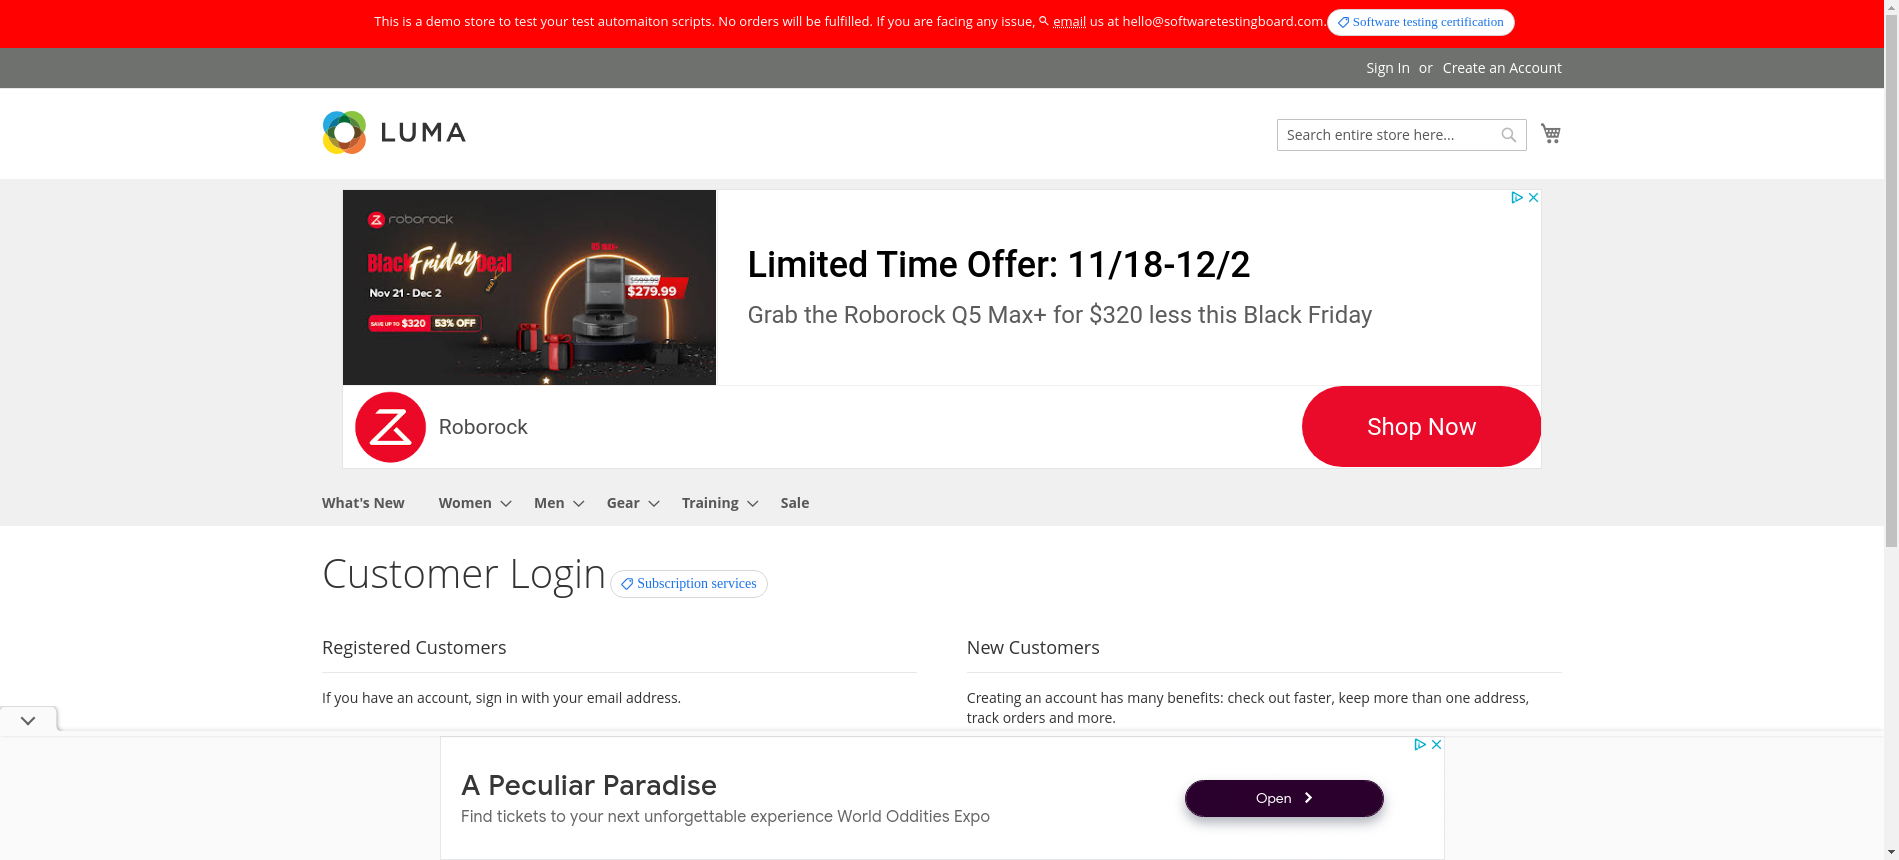 This is a demo store to test your test automaiton scripts. No orders will be fulfilled. If you are facing any issue, email us at hello@softwaretestingboard.com. Software testing certification
Sign In or Create an Account
LUMA
Search entire store here...
roborock
Black Friday Deal
Nov 21 - Dec 2
SAVE UP TO $320 53% OFF
Q5 max+
$599.99
$279.99
Limited Time Offer: 11/18-12/2
Grab the Roborock Q5 Max+ for $320 less this Black Friday
Roborock
Shop Now
What's New Women Men Gear Training Sale
Customer Login Subscription services
Registered Customers
If you have an account, sign in with your email address.
New Customers
Creating an account has many benefits: check out faster, keep more than one address,
track orders and more.
A Peculiar Paradise
Find tickets to your next unforgettable experience World Oddities Expo
Open